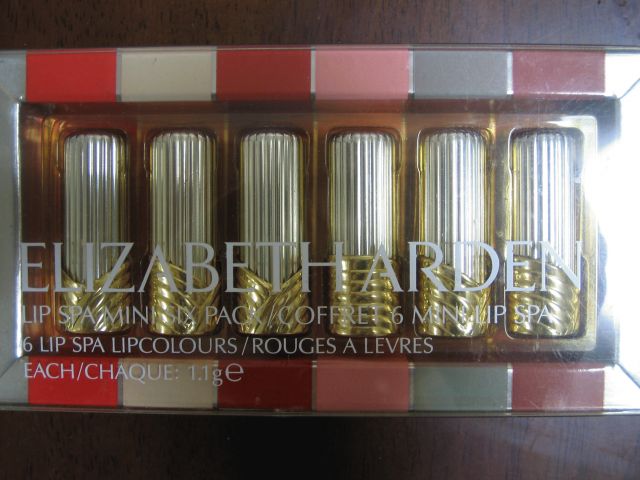 ELIZABETH ARDEN
LIP SPA MINI SIX PACK/COFFRET 6 MINI LIP SPA
6 LIP SPA LIPCOLOURS/ROUGES A LEVRES
EACH/CHAQUE: 1.1g℮